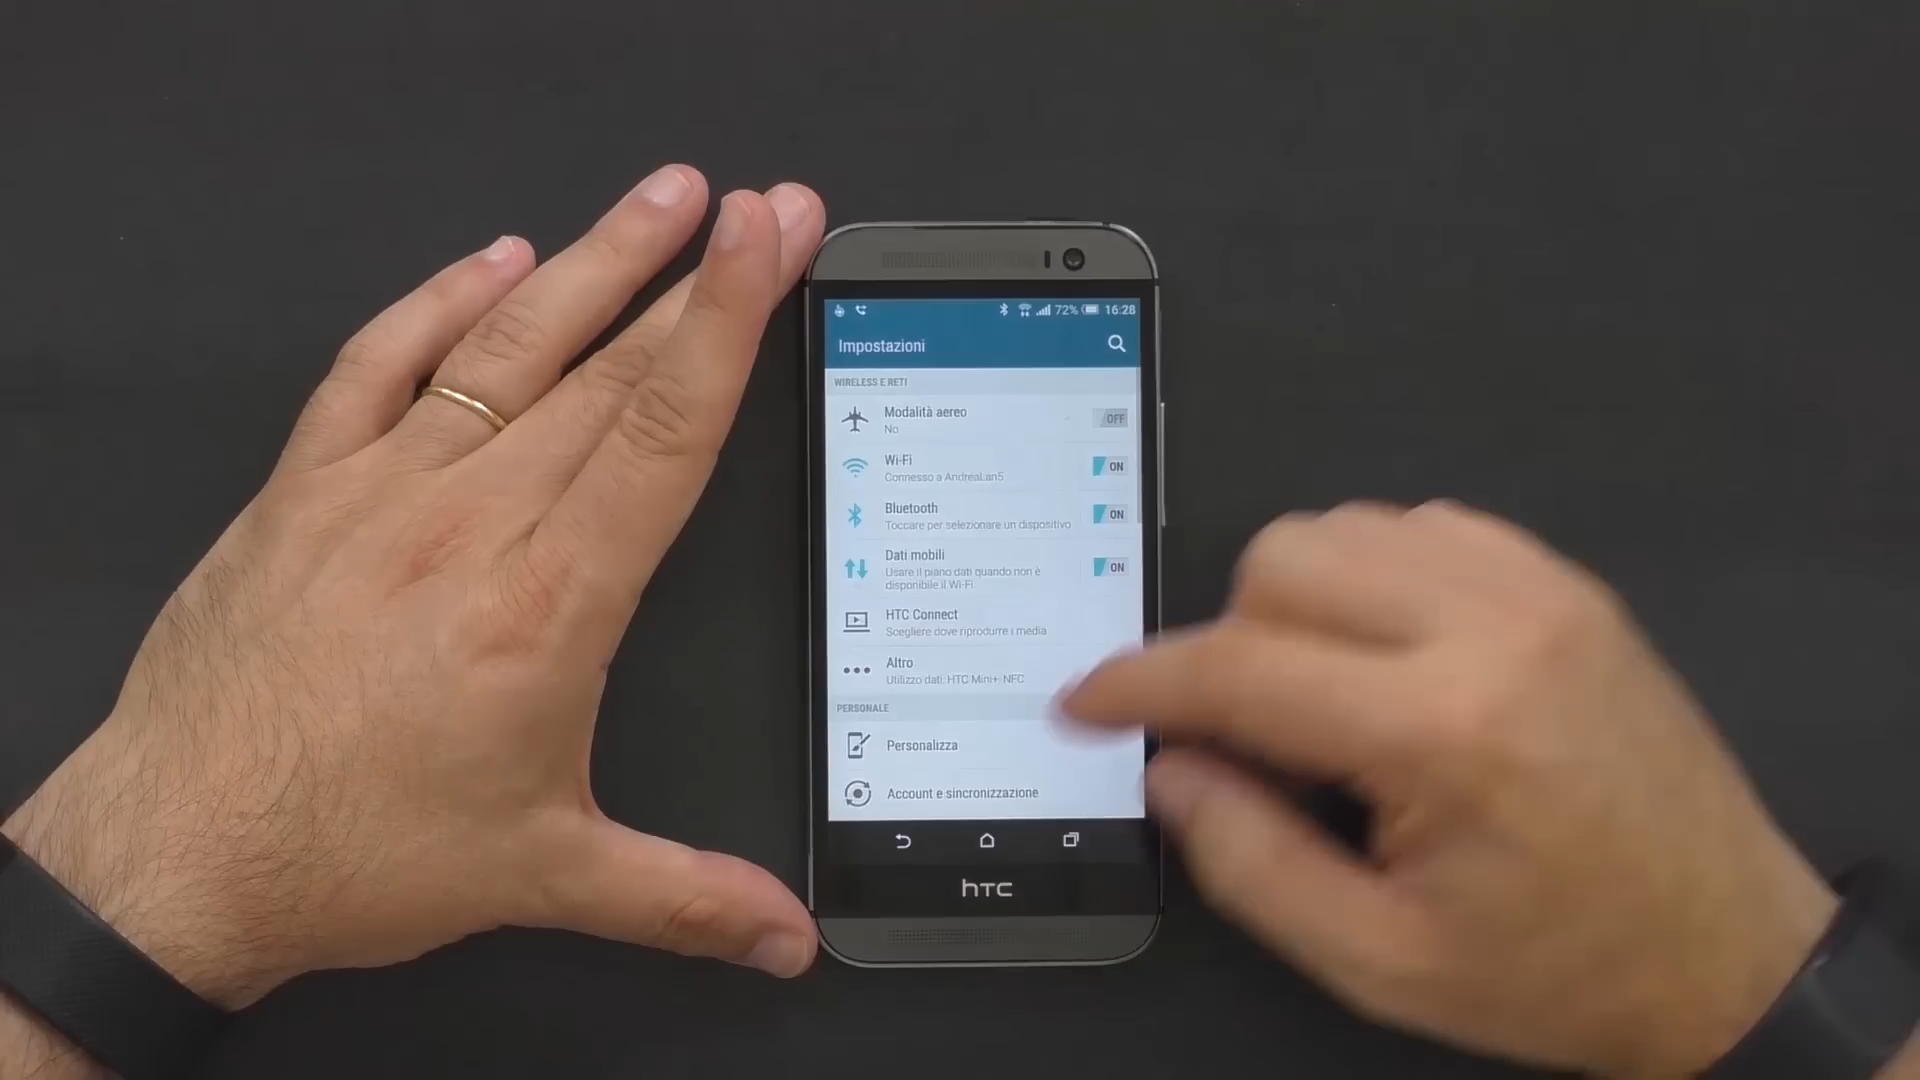 72% 16:28
Impostazioni
WIRELESS E RETI
Modalità aereo
No
OFF
Wi-Fi
Connesso a AndreaLan5
ON
Bluetooth
Toccare per selezionare un dispositivo
ON
Dati mobili
Usare il piano dati quando non è
disponibile il Wi-Fi
ON
HTC Connect
Scegliere dove riprodurre i media
Altro
Utilizzo dati, HTC Mini+, NFC
PERSONALE
Personalizza
Account e sincronizzazione
hTC